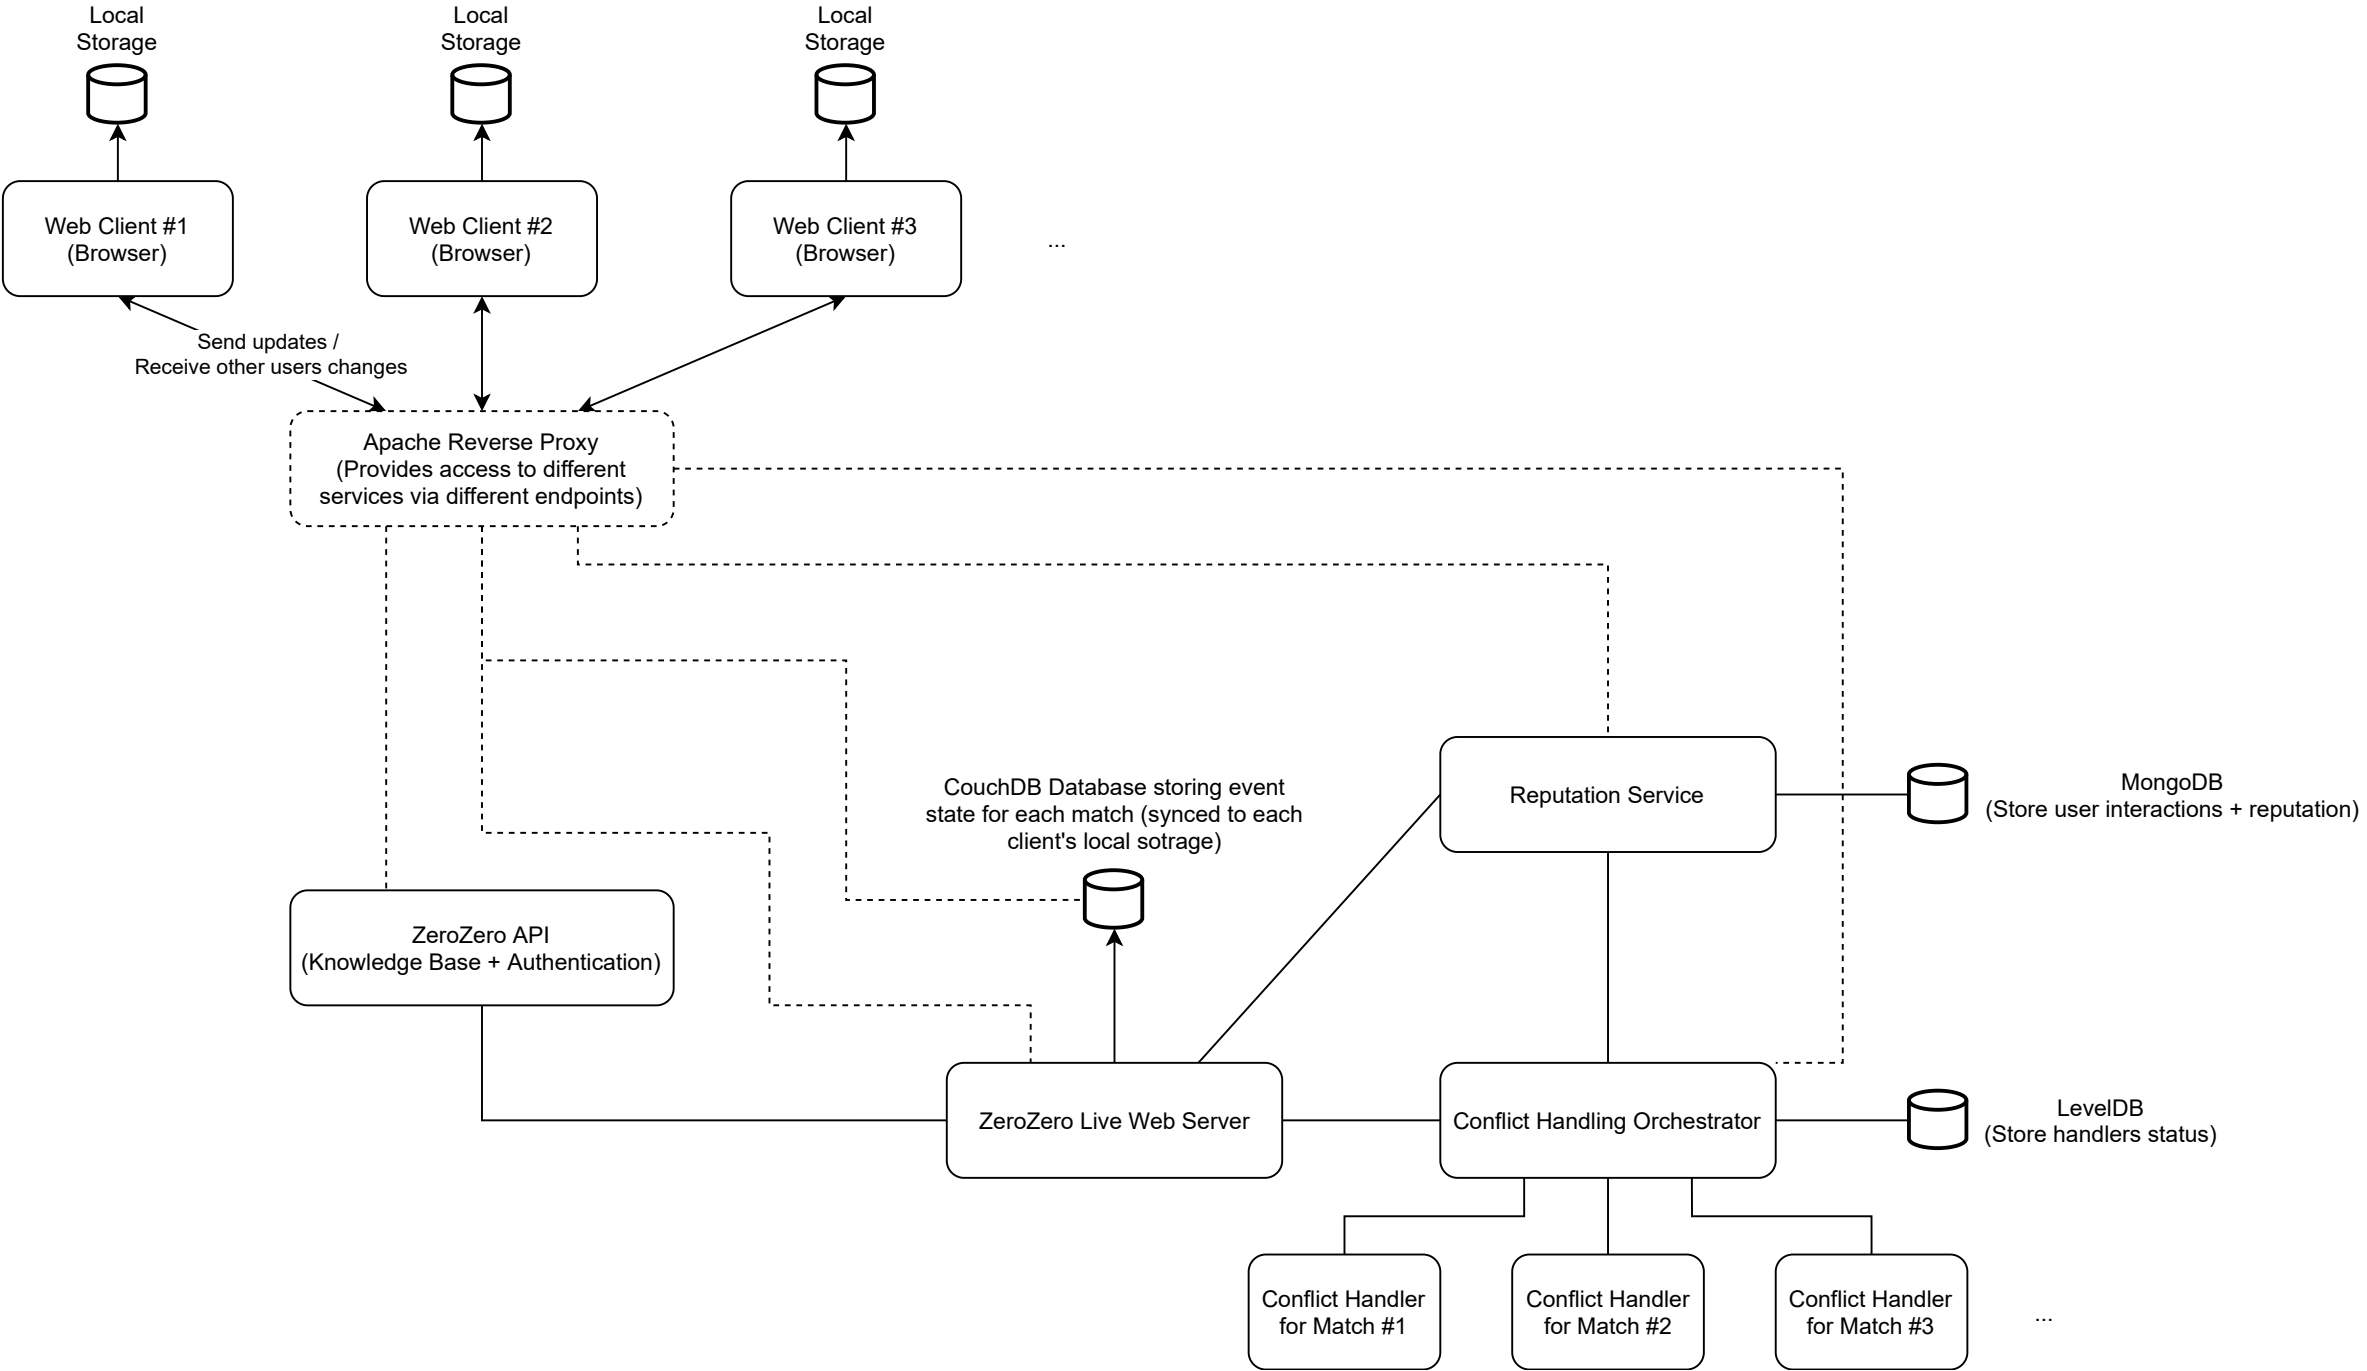 Local
Storage
Local
Storage
Local
Storage
Web Client #1
(Browser)
Web Client #2
(Browser)
Web Client #3
(Browser)
...
Send updates /
Receive other users changes
Apache Reverse Proxy
(Provides access to different
services via different endpoints)
CouchDB Database storing event
state for each match (synced to each
client's local sotrage)
Reputation Service
MongoDB
(Store user interactions + reputation)
ZeroZero API
(Knowledge Base + Authentication)
ZeroZero Live Web Server
Conflict Handling Orchestrator
LevelDB
(Store handlers status)
Conflict Handler
for Match #1
Conflict Handler
for Match #2
Conflict Handler
for Match #3
...